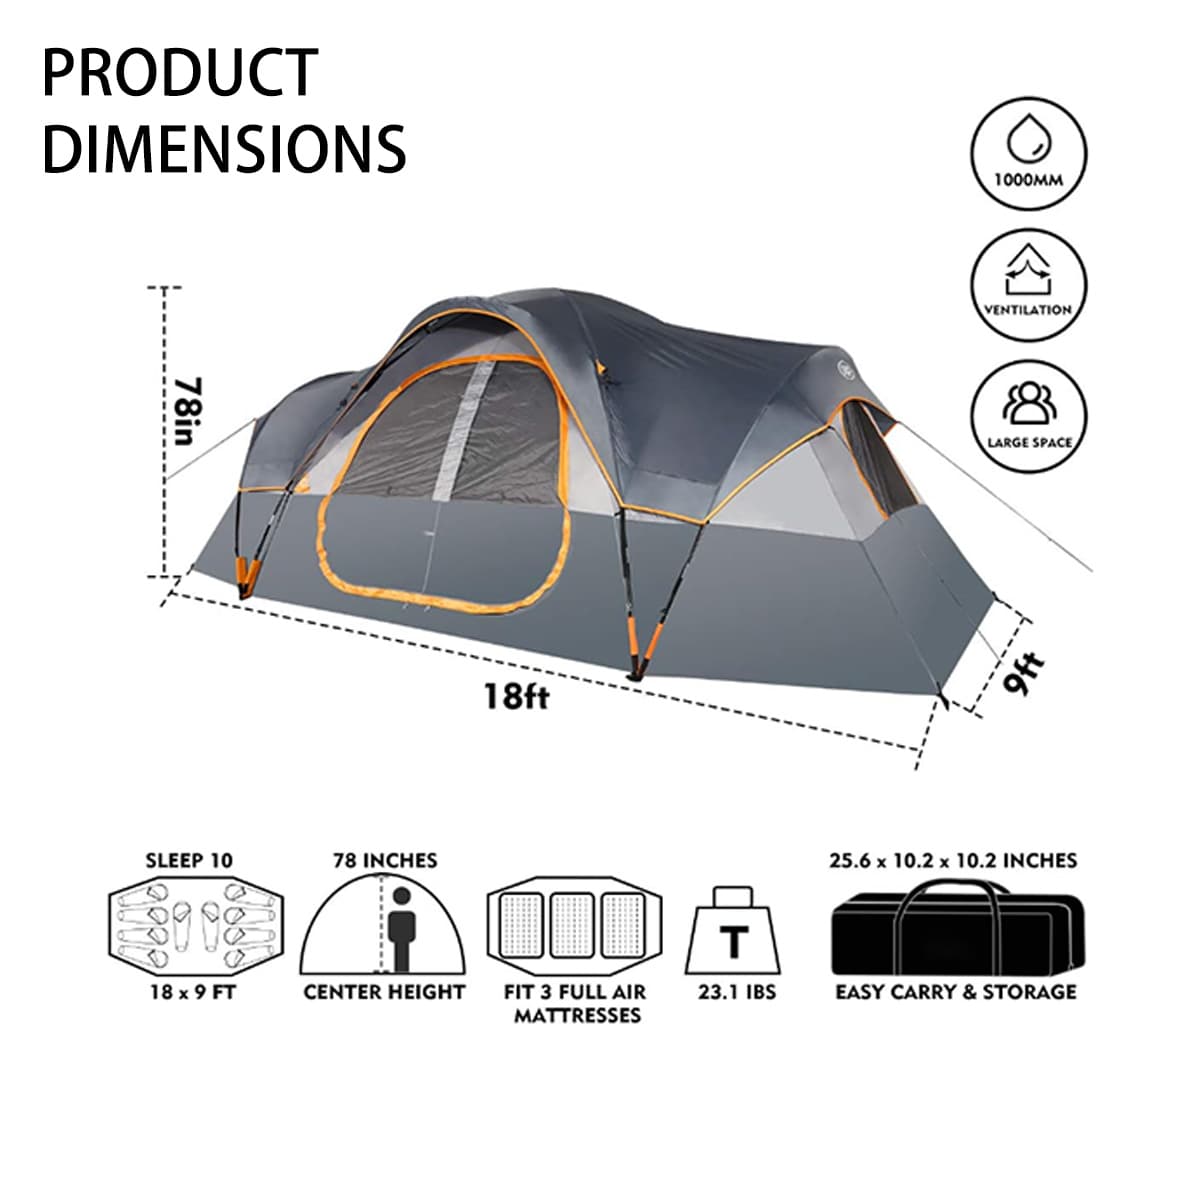 PRODUCT
DIMENSIONS
1000MM
VENTILATION
LARGE SPACE
78in
18ft
9ft
SLEEP 10
18 x 9 FT
78 INCHES
CENTER HEIGHT
FIT 3 FULL AIR
MATTRESSES
T
23.1 IBS
25.6 x 10.2 x 10.2 INCHES
EASY CARRY & STORAGE